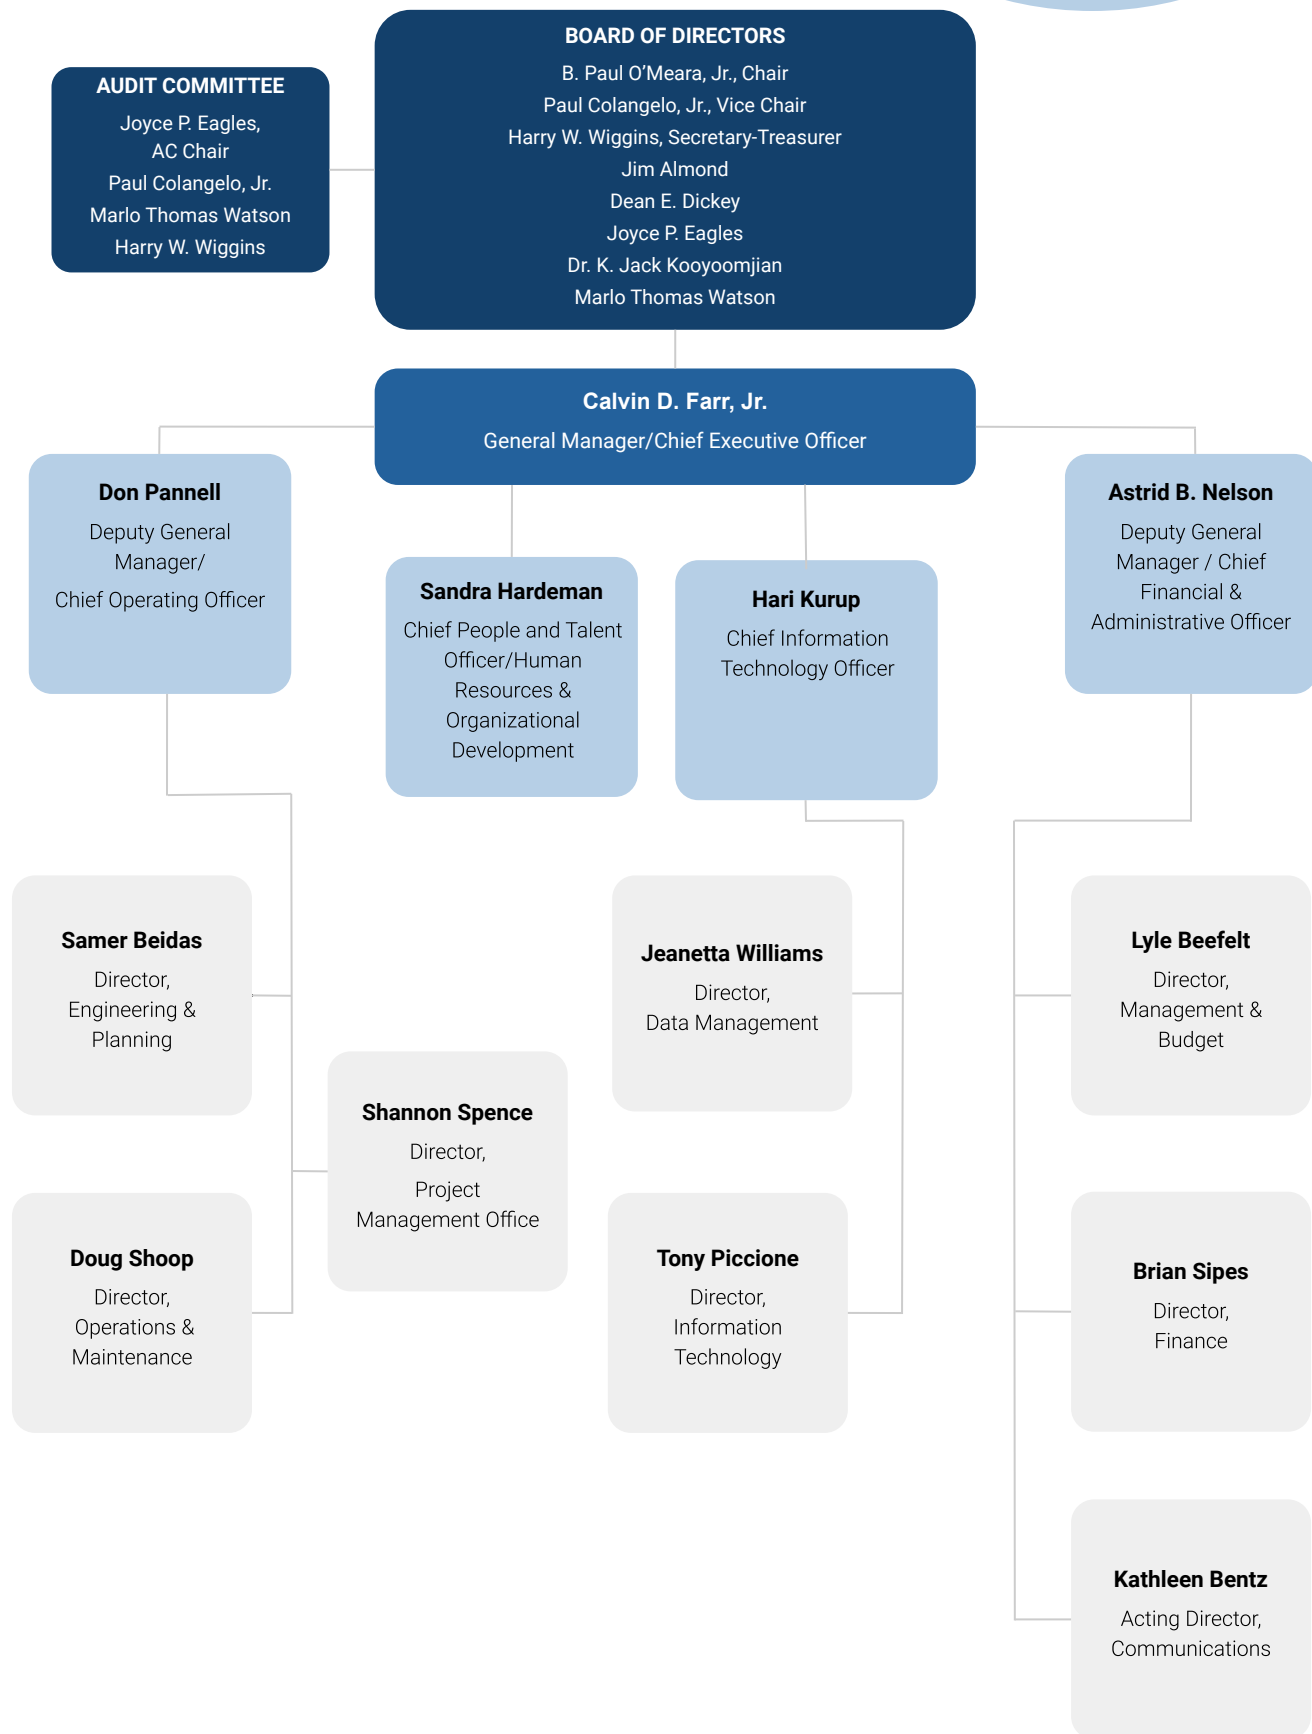 BOARD OF DIRECTORS
B. Paul O’Meara, Jr., Chair
Paul Colangelo, Jr., Vice Chair
Harry W. Wiggins, Secretary-Treasurer
Jim Almond
Dean E. Dickey
Joyce P. Eagles
Dr. K. Jack Kooyoomjian
Marlo Thomas Watson
AUDIT COMMITTEE
Joyce P. Eagles,
AC Chair
Paul Colangelo, Jr.
Marlo Thomas Watson
Harry W. Wiggins
Calvin D. Farr, Jr.
General Manager/Chief Executive Officer
Don Pannell
Deputy General
Manager/
Chief Operating Officer
Sandra Hardeman
Chief People and Talent
Officer/Human
Resources &
Organizational
Development
Hari Kurup
Chief Information
Technology Officer
Astrid B. Nelson
Deputy General
Manager / Chief
Financial &
Administrative Officer
Samer Beidas
Director,
Engineering &
Planning
Shannon Spence
Director,
Project
Management Office
Doug Shoop
Director,
Operations &
Maintenance
Jeanetta Williams
Director,
Data Management
Tony Piccione
Director,
Information
Technology
Lyle Beefelt
Director,
Management &
Budget
Brian Sipes
Director,
Finance
Kathleen Bentz
Acting Director,
Communications